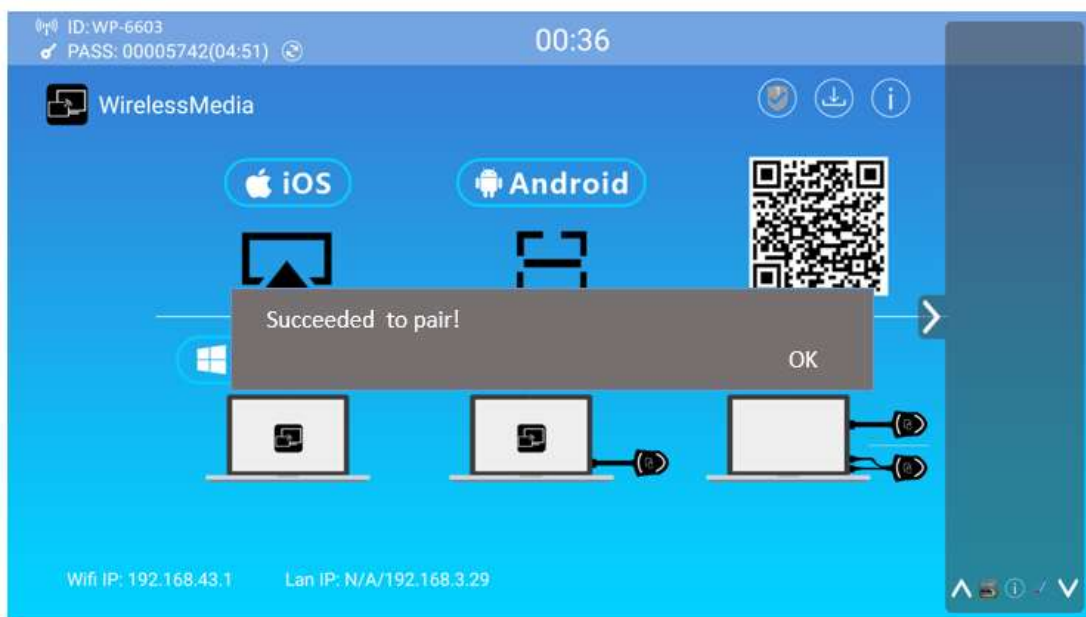 ID: WP-6603
PASS: 00005742(04:51)
00:36
WirelessMedia
iOS
Android
Succeeded to pair!
OK
Wifi IP: 192.168.43.1
Lan IP: N/A/192.168.3.29